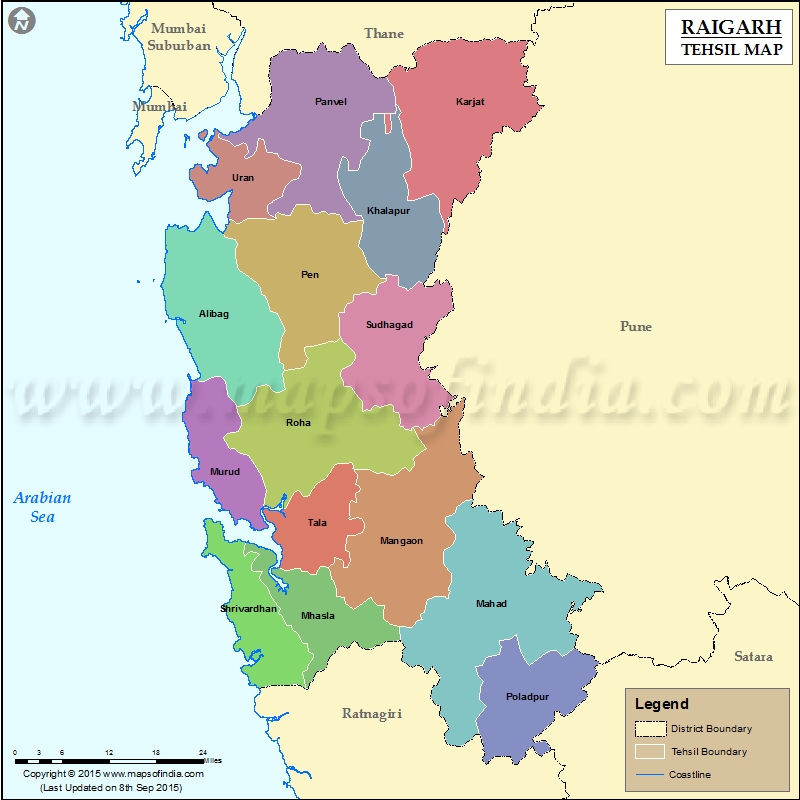 N
Mumbai
Suburban
Thane
RAIGARH
TEHSIL MAP
Mumbai
Panvel
Karjat
Uran
Khalapur
Pen
Alibag
Sudhagad
Pune
www.mapsofindia.com
Roha
Murud
Arabian
Sea
Tala
Mangaon
Shrivardhan
Mhasla
Mahad
Satara
Poladpur
Ratnagiri
Legend
District Boundary
Tehsil Boundary
Coastline
0 3 6 12 18 24
Miles
Copyright © 2015 www.mapsofindia.com
(Last Updated on 8th Sep 2015)